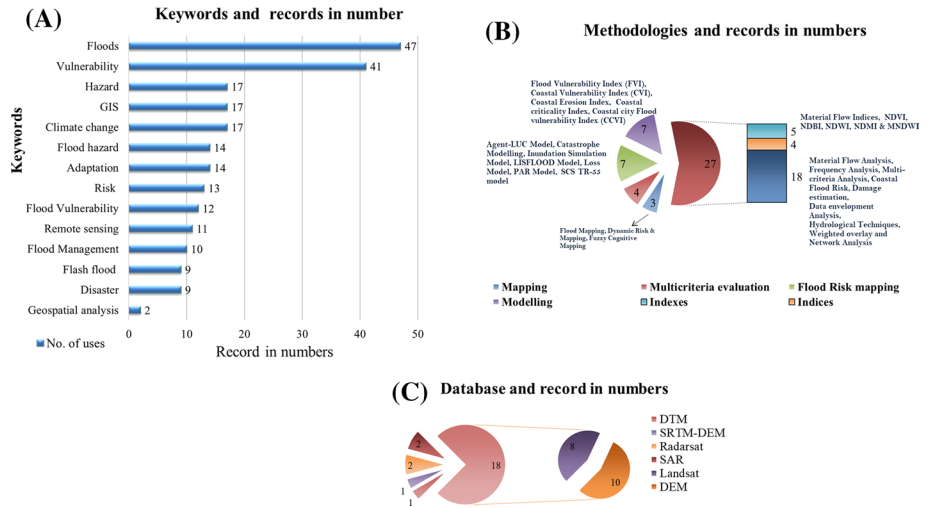 (A)
Keywords and records in number
Keywords
Floods
47
Vulnerability
41
Hazard
17
GIS
17
Climate change
17
Flood hazard
14
Adaptation
14
Risk
13
Flood Vulnerability
12
Remote sensing
11
Flood Management
10
Flash flood
9
Disaster
9
Geospatial analysis
2
0
10
20
30
40
50
No. of uses
Record in numbers
(B)
Methodologies and records in numbers
Flood Vulnerability Index (FVI),
Coastal Vulnerability Index (CVI),
Coastal Erosion Index, Coastal
criticality Index, Coastal city Flood
vulnerability Index (CCVI)
Agent-LUC Model, Catastrophe
Modelling, Inundation Simulation
Model, LISFLOOD Model, Loss
Model, PAR Model, SCS TR-55
model
7
7
4
3
27
5
4
18
Flood Mapping, Dynamic Risk &
Mapping, Fuzzy Cognitive
Mapping
Material Flow Indices, NDVI,
NDBI, NDWI, NDMI & MNDWI
Material Flow Analysis,
Frequency Analysis, Multi-
criteria Analysis, Coastal
Flood Risk, Damage
estimation,
Data envelopment
Analysis,
Hydrological Techniques,
Weighted overlay and
Network Analysis
Mapping
Multicriteria evaluation
Flood Risk mapping
Modelling
Indexes
Indices
(C)
Database and record in numbers
2
2
1
1
18
8
10
DTM
SRTM-DEM
Radarsat
SAR
Landsat
DEM